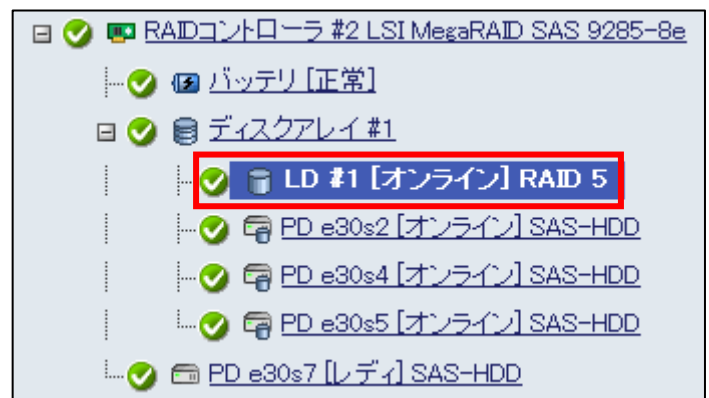 RAIDコントローラ #2 LSI MegaRAID SAS 9285-8e
バッテリ [正常]
ディスクアレイ #1
LD #1 [オンライン] RAID 5
PD e30s2 [オンライン] SAS-HDD
PD e30s4 [オンライン] SAS-HDD
PD e30s5 [オンライン] SAS-HDD
PD e30s7 [レディ] SAS-HDD